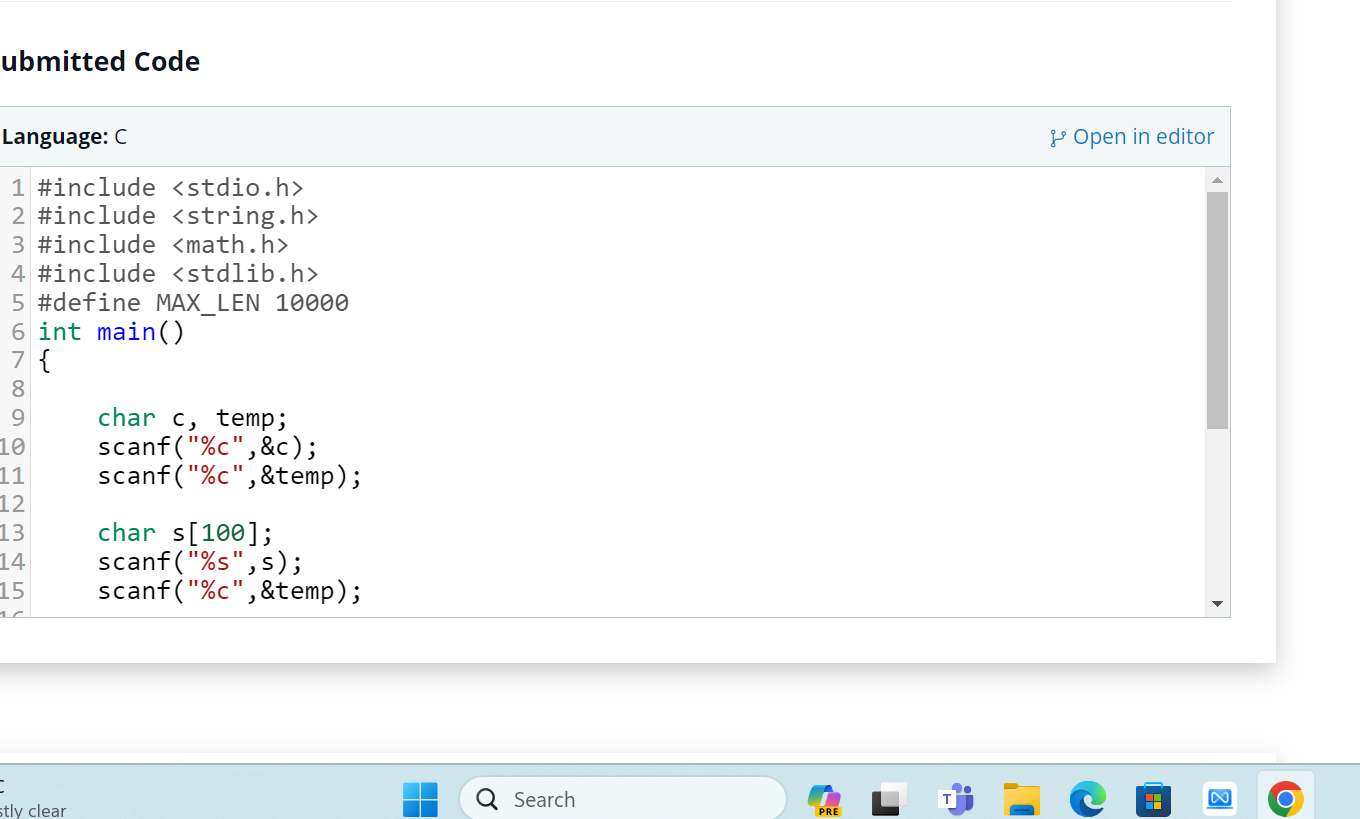 ubmitted Code
Language: C
Open in editor
1 #include <stdio.h>
2 #include <string.h>
3 #include <math.h>
4 #include <stdlib.h>
5 #define MAX_LEN 10000
6 int main()
7 {
8
9 char c, temp;
10 scanf("%c",&c);
11 scanf("%c",&temp);
12
13 char s[100];
14 scanf("%s",s);
15 scanf("%c",&temp);
16
C
stly clear
Search
PRE
T